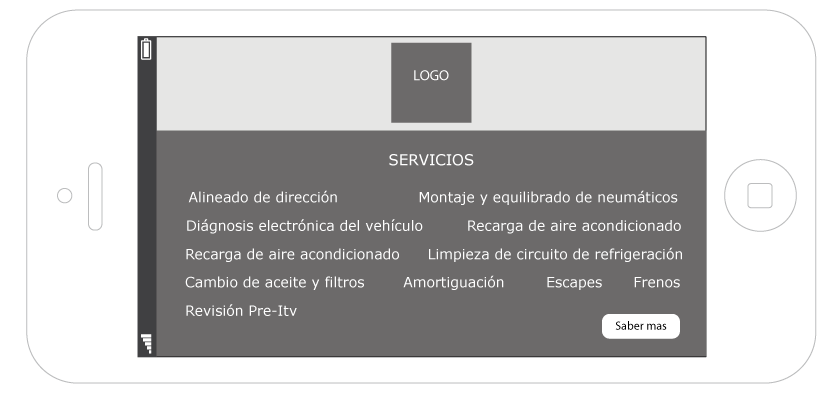 LOGO
SERVICIOS
Alineado de dirección Montaje y equilibrado de neumáticos
Diágnosis electrónica del vehículo Recarga de aire acondicionado
Recarga de aire acondicionado Limpieza de circuito de refrigeración
Cambio de aceite y filtros Amortiguación Escapes Frenos
Revisión Pre-Itv
Saber mas